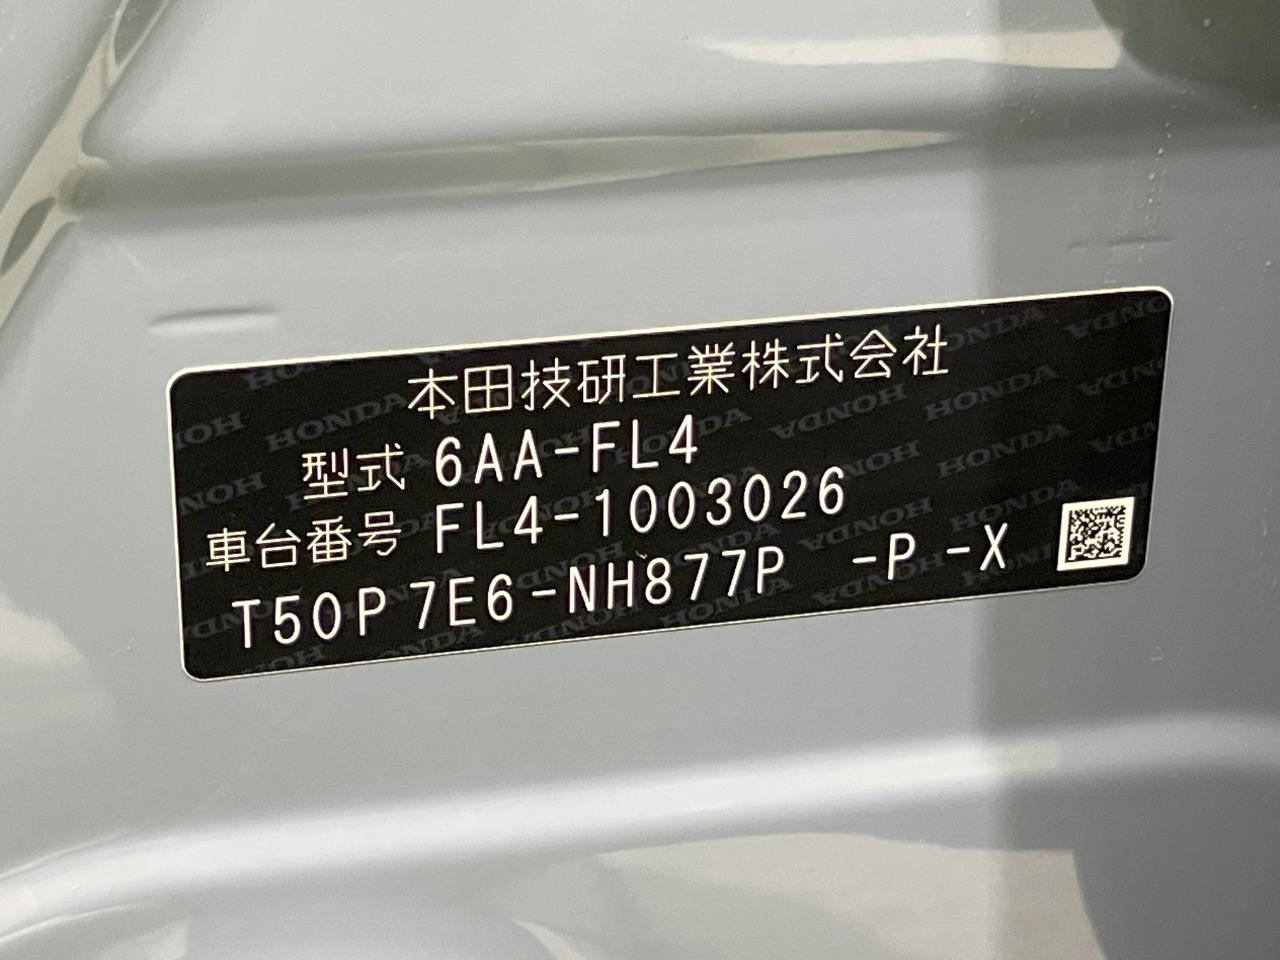 本田技研工業株式会社
型式 6AA-FL4
車台番号 FL4-1003026
T50P 7E6-NH877P -P -X